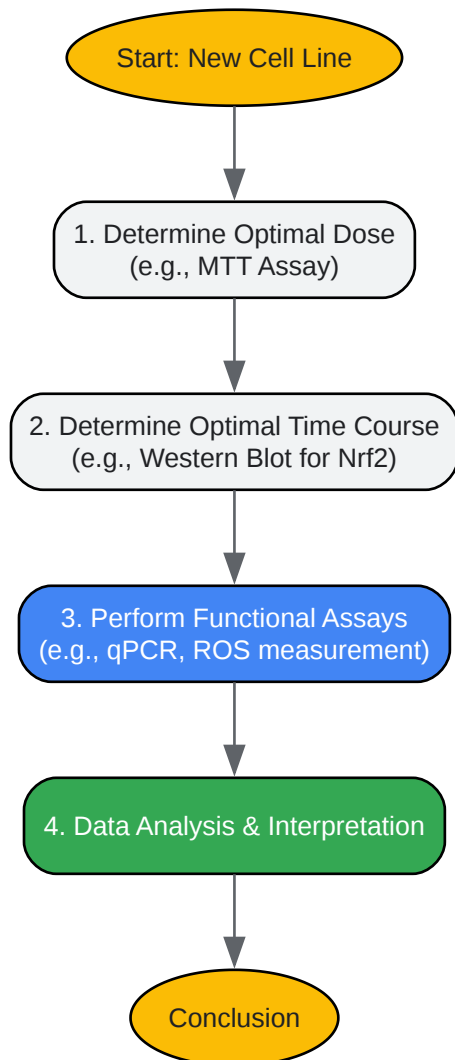 Start: New Cell Line
1. Determine Optimal Dose
(e.g., MTT Assay)
2. Determine Optimal Time Course
(e.g., Western Blot for Nrf2)
3. Perform Functional Assays
(e.g., qPCR, ROS measurement)
4. Data Analysis & Interpretation
Conclusion